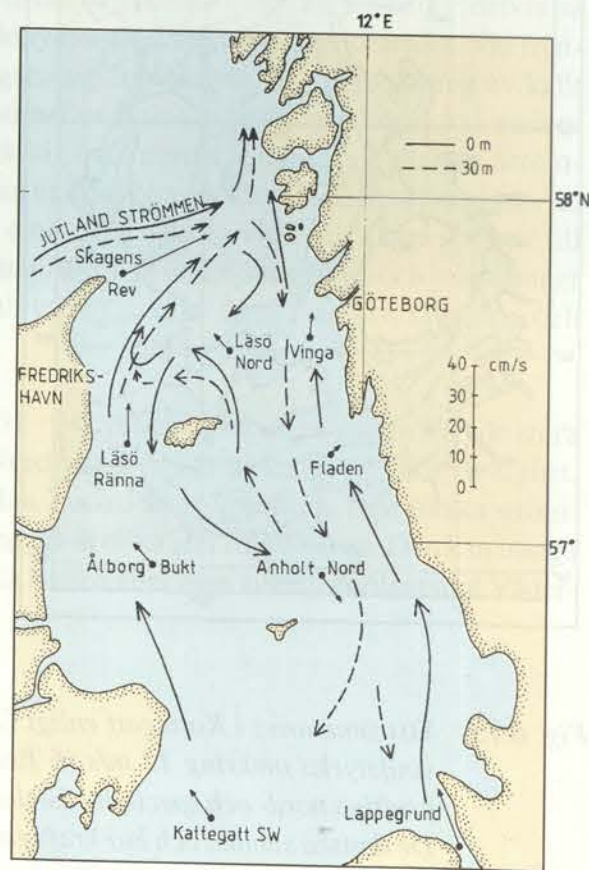 12°E
0 m
30 m
58°N
JUTLAND STRÖMMEN
Skagens
Rev
GÖTEBORG
Läsö
Nord
Vinga
40 cm/s
30
20
10
0
FREDRIKS-
HAVN
Läsö
Ränna
Fladen
57°
Ålborg Bukt
Anholt Nord
Kattegatt SW
Lappegrund